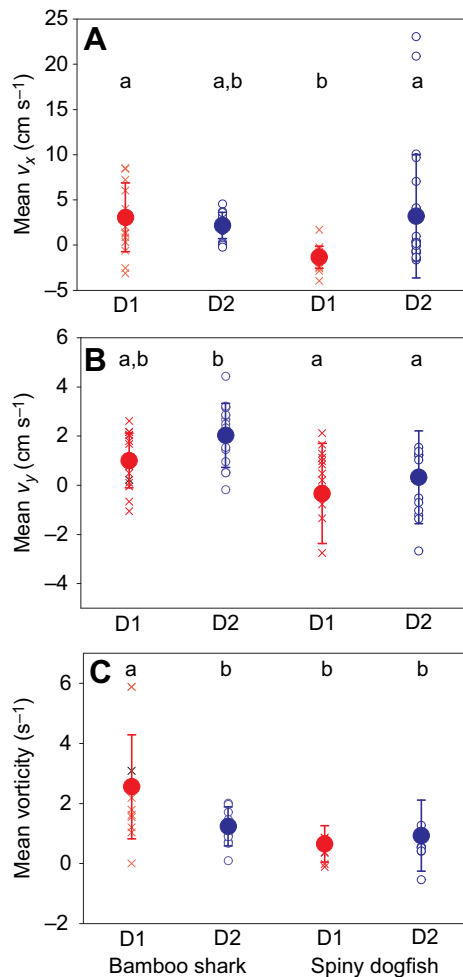 A
25
20
15
10
5
0
–5
Mean vx (cm s–1)
a
a,b
b
a
D1
D2
D1
D2
B
6
4
2
0
–2
–4
Mean vy (cm s–1)
a,b
b
a
a
D1
D2
D1
D2
C
6
4
2
0
–2
Mean vorticity (s–1)
a
b
b
b
D1
D2
D1
D2
Bamboo shark
Spiny dogfish